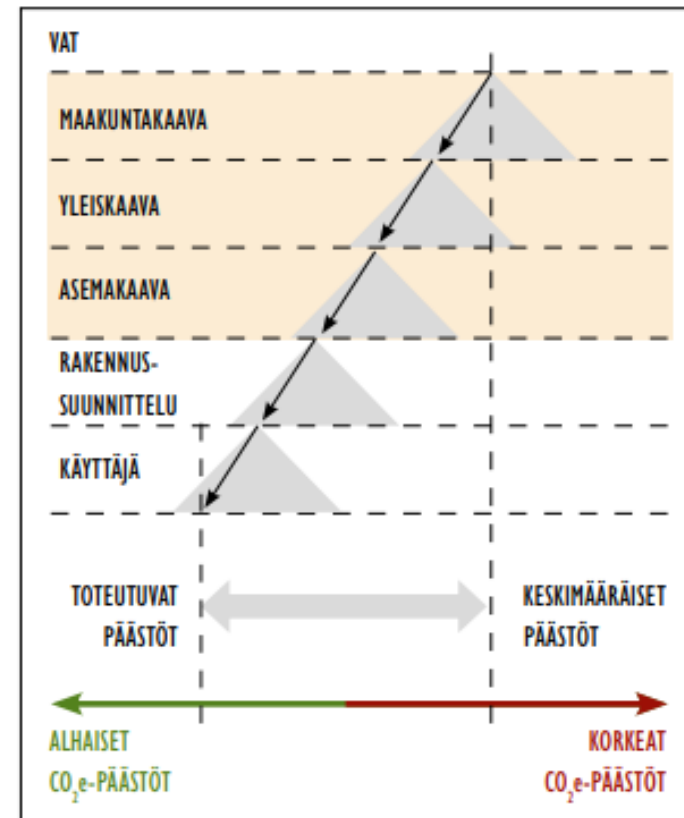 VAT
MAAKUNTAKAAVA
YLEISKAAVA
ASEMAKAAVA
RAKENNUS-
SUUNNITTELU
KÄYTTÄJÄ
TOTEUTUVAT
PÄÄSTÖT
KESKIMÄÄRÄISET
PÄÄSTÖT
ALHAISET
CO₂e-PÄÄSTÖT
KORKEAT
CO₂e-PÄÄSTÖT